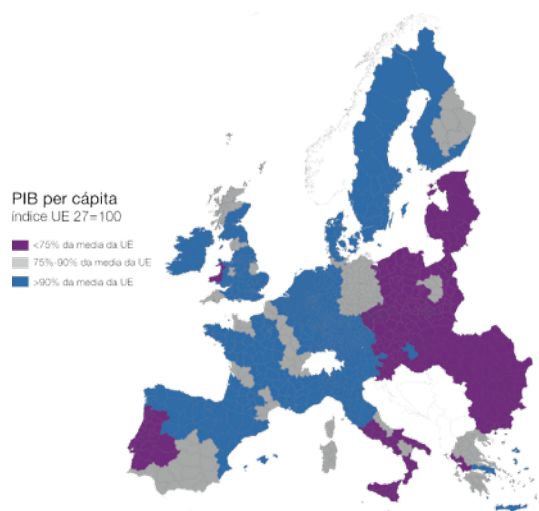 PIB per cápita
índice UE 27=100
<75% da media da UE
75%-90% da media da UE
>90% da media da UE